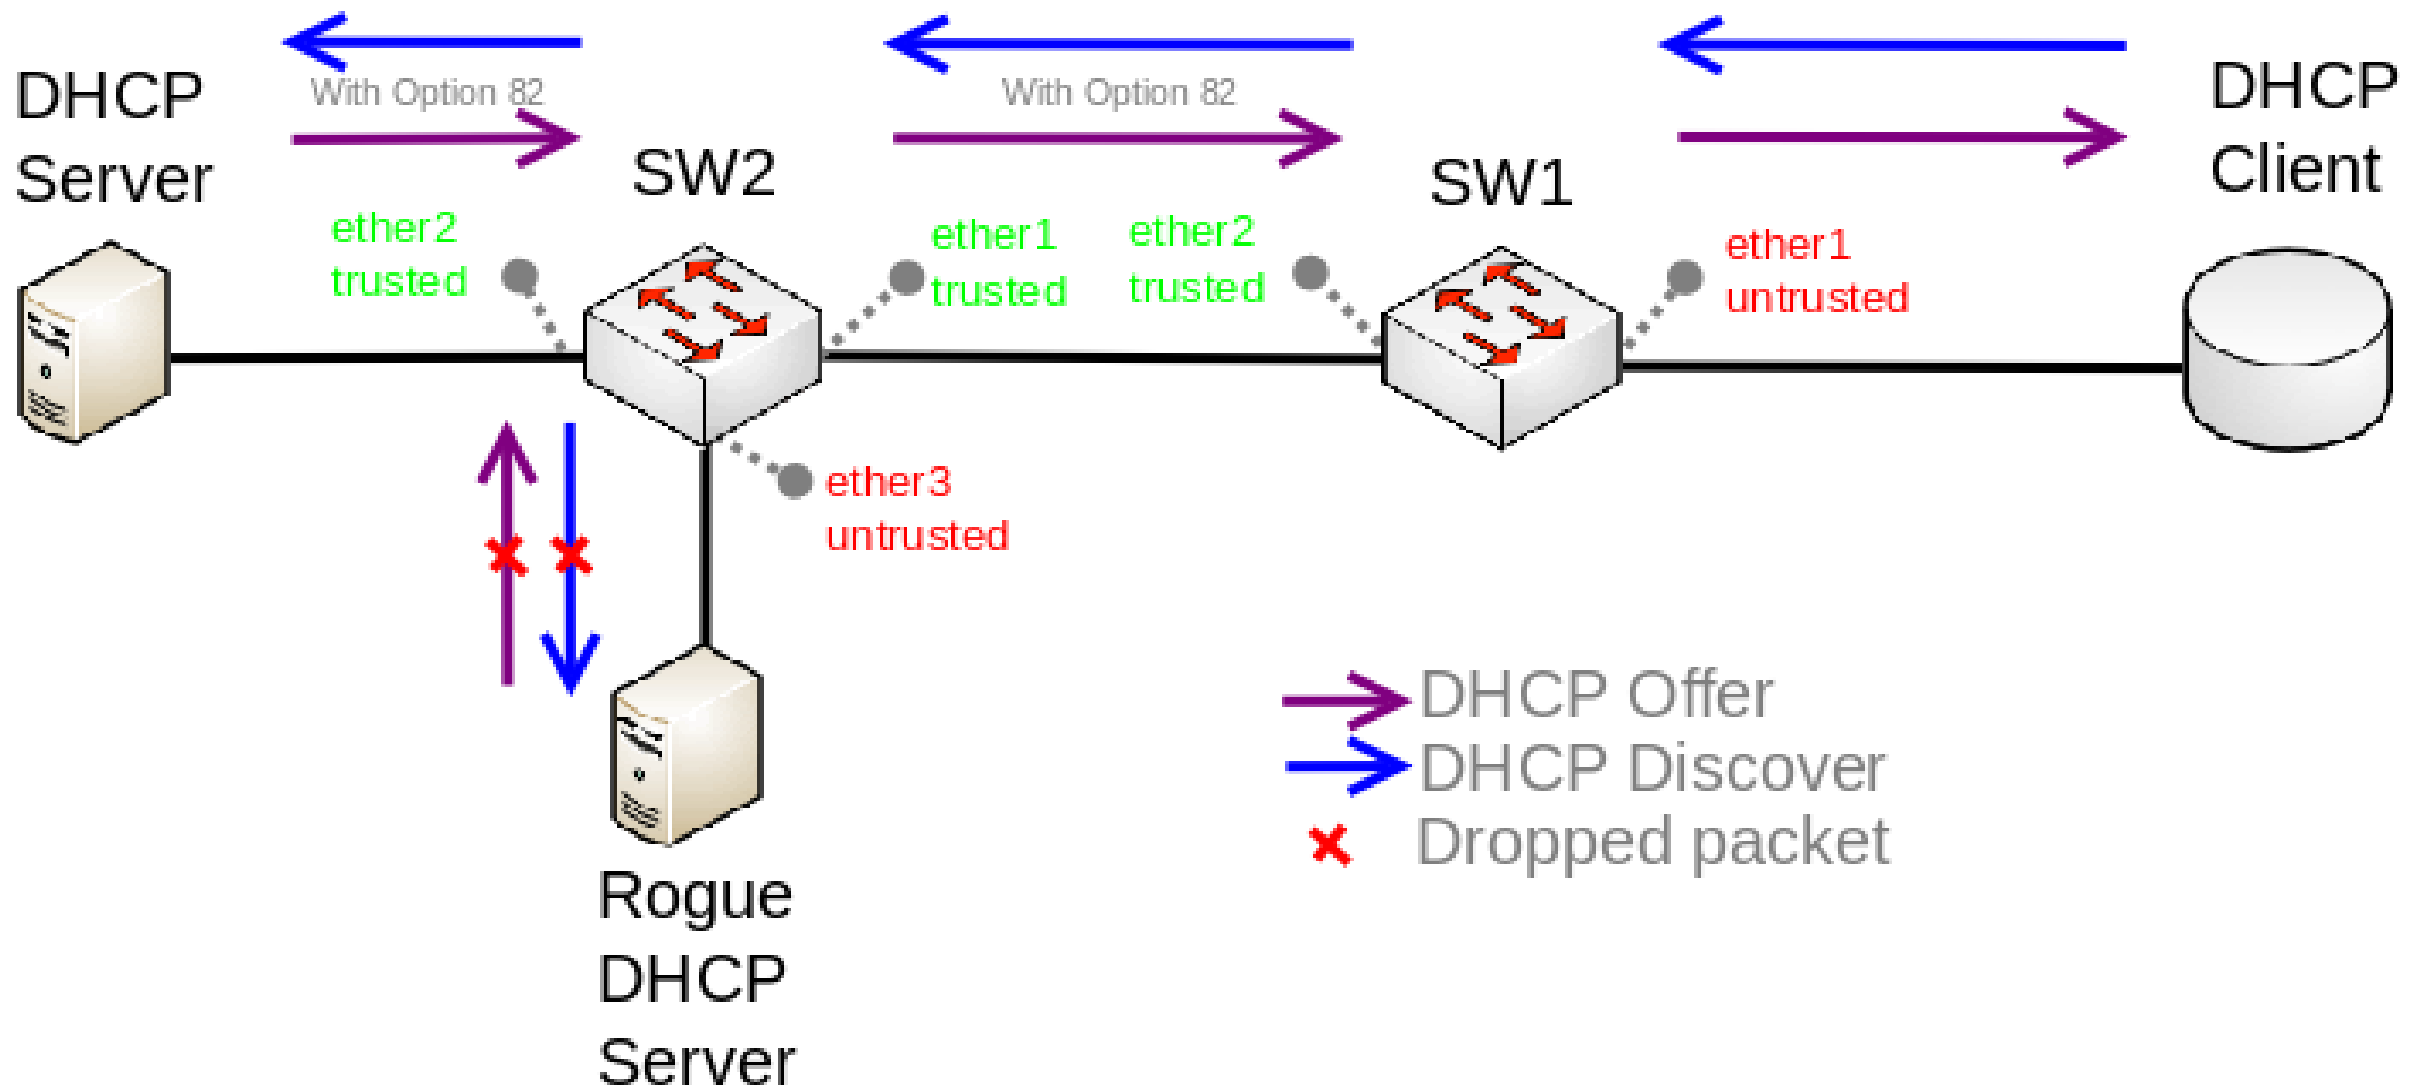 DHCP
Server
With Option 82
With Option 82
DHCP
Client
SW2
SW1
ether2
trusted
ether1
trusted
ether2
trusted
ether1
untrusted
ether3
untrusted
DHCP Offer
DHCP Discover
Dropped packet
Rogue
DHCP
Server